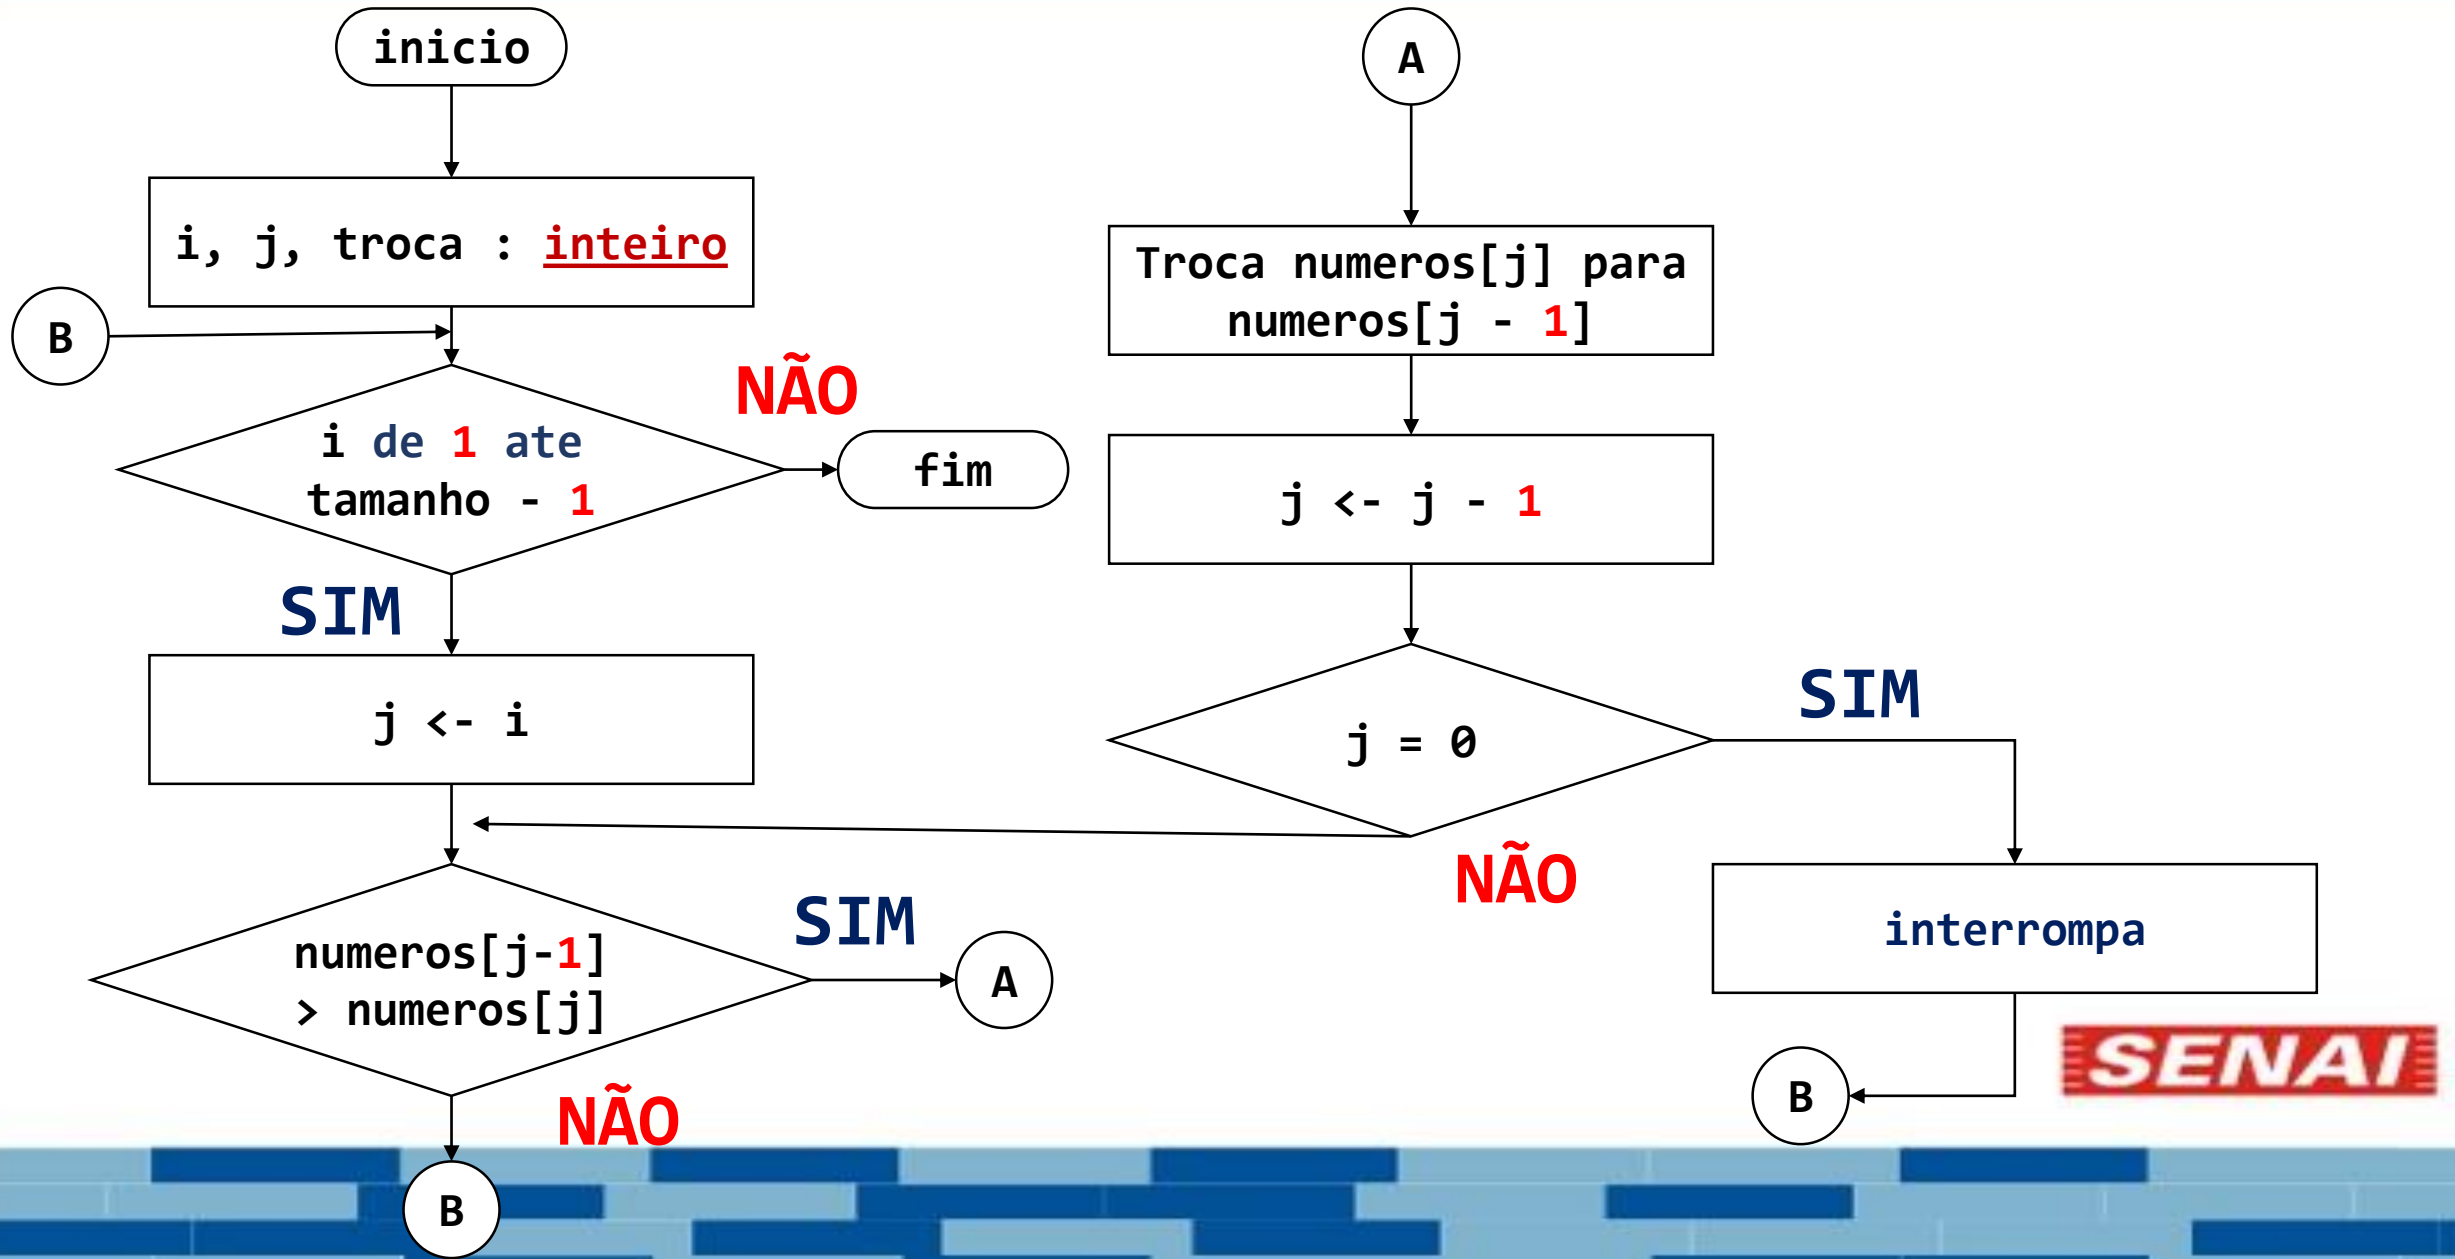 inicio
i, j, troca : inteiro
B
i de 1 ate
tamanho - 1
NÃO
fim
SIM
j <- i
numeros[j-1]
> numeros[j]
SIM
A
NÃO
B
A
Troca numeros[j] para
numeros[j - 1]
j <- j - 1
j = 0
SIM
NÃO
interrompa
B
SENAI